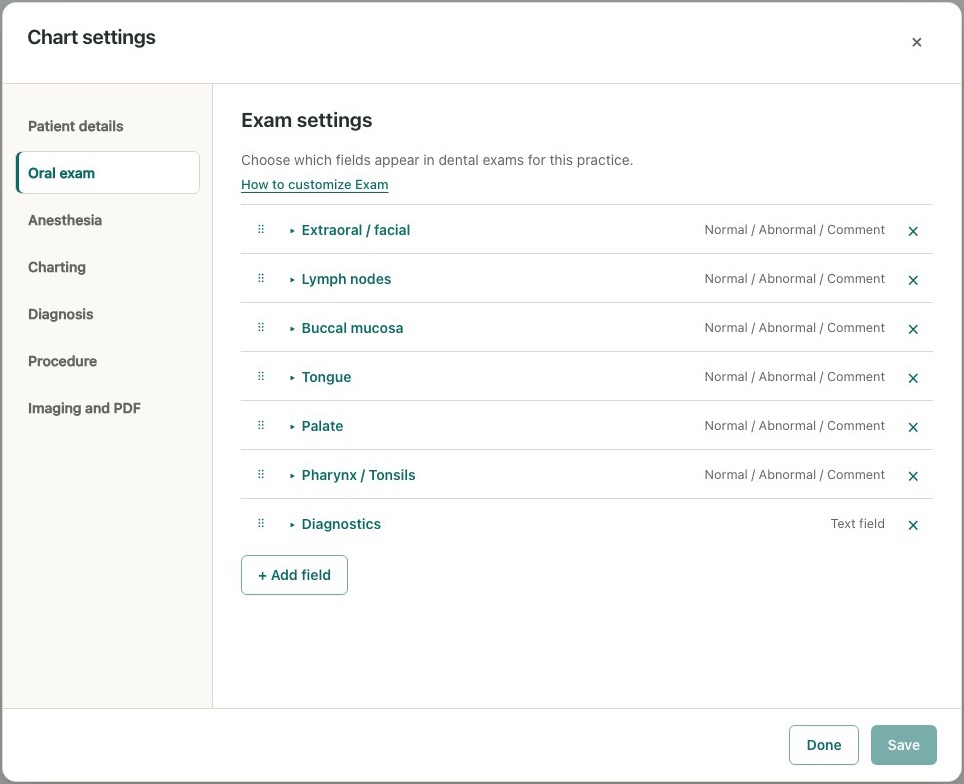 Chart settings
×
Patient details
Oral exam
Anesthesia
Charting
Diagnosis
Procedure
Imaging and PDF
Exam settings
Choose which fields appear in dental exams for this practice.
How to customize Exam
Extraoral / facial Normal / Abnormal / Comment ×
Lymph nodes Normal / Abnormal / Comment ×
Buccal mucosa Normal / Abnormal / Comment ×
Tongue Normal / Abnormal / Comment ×
Palate Normal / Abnormal / Comment ×
Pharynx / Tonsils Normal / Abnormal / Comment ×
Diagnostics Text field ×
+ Add field
Done Save